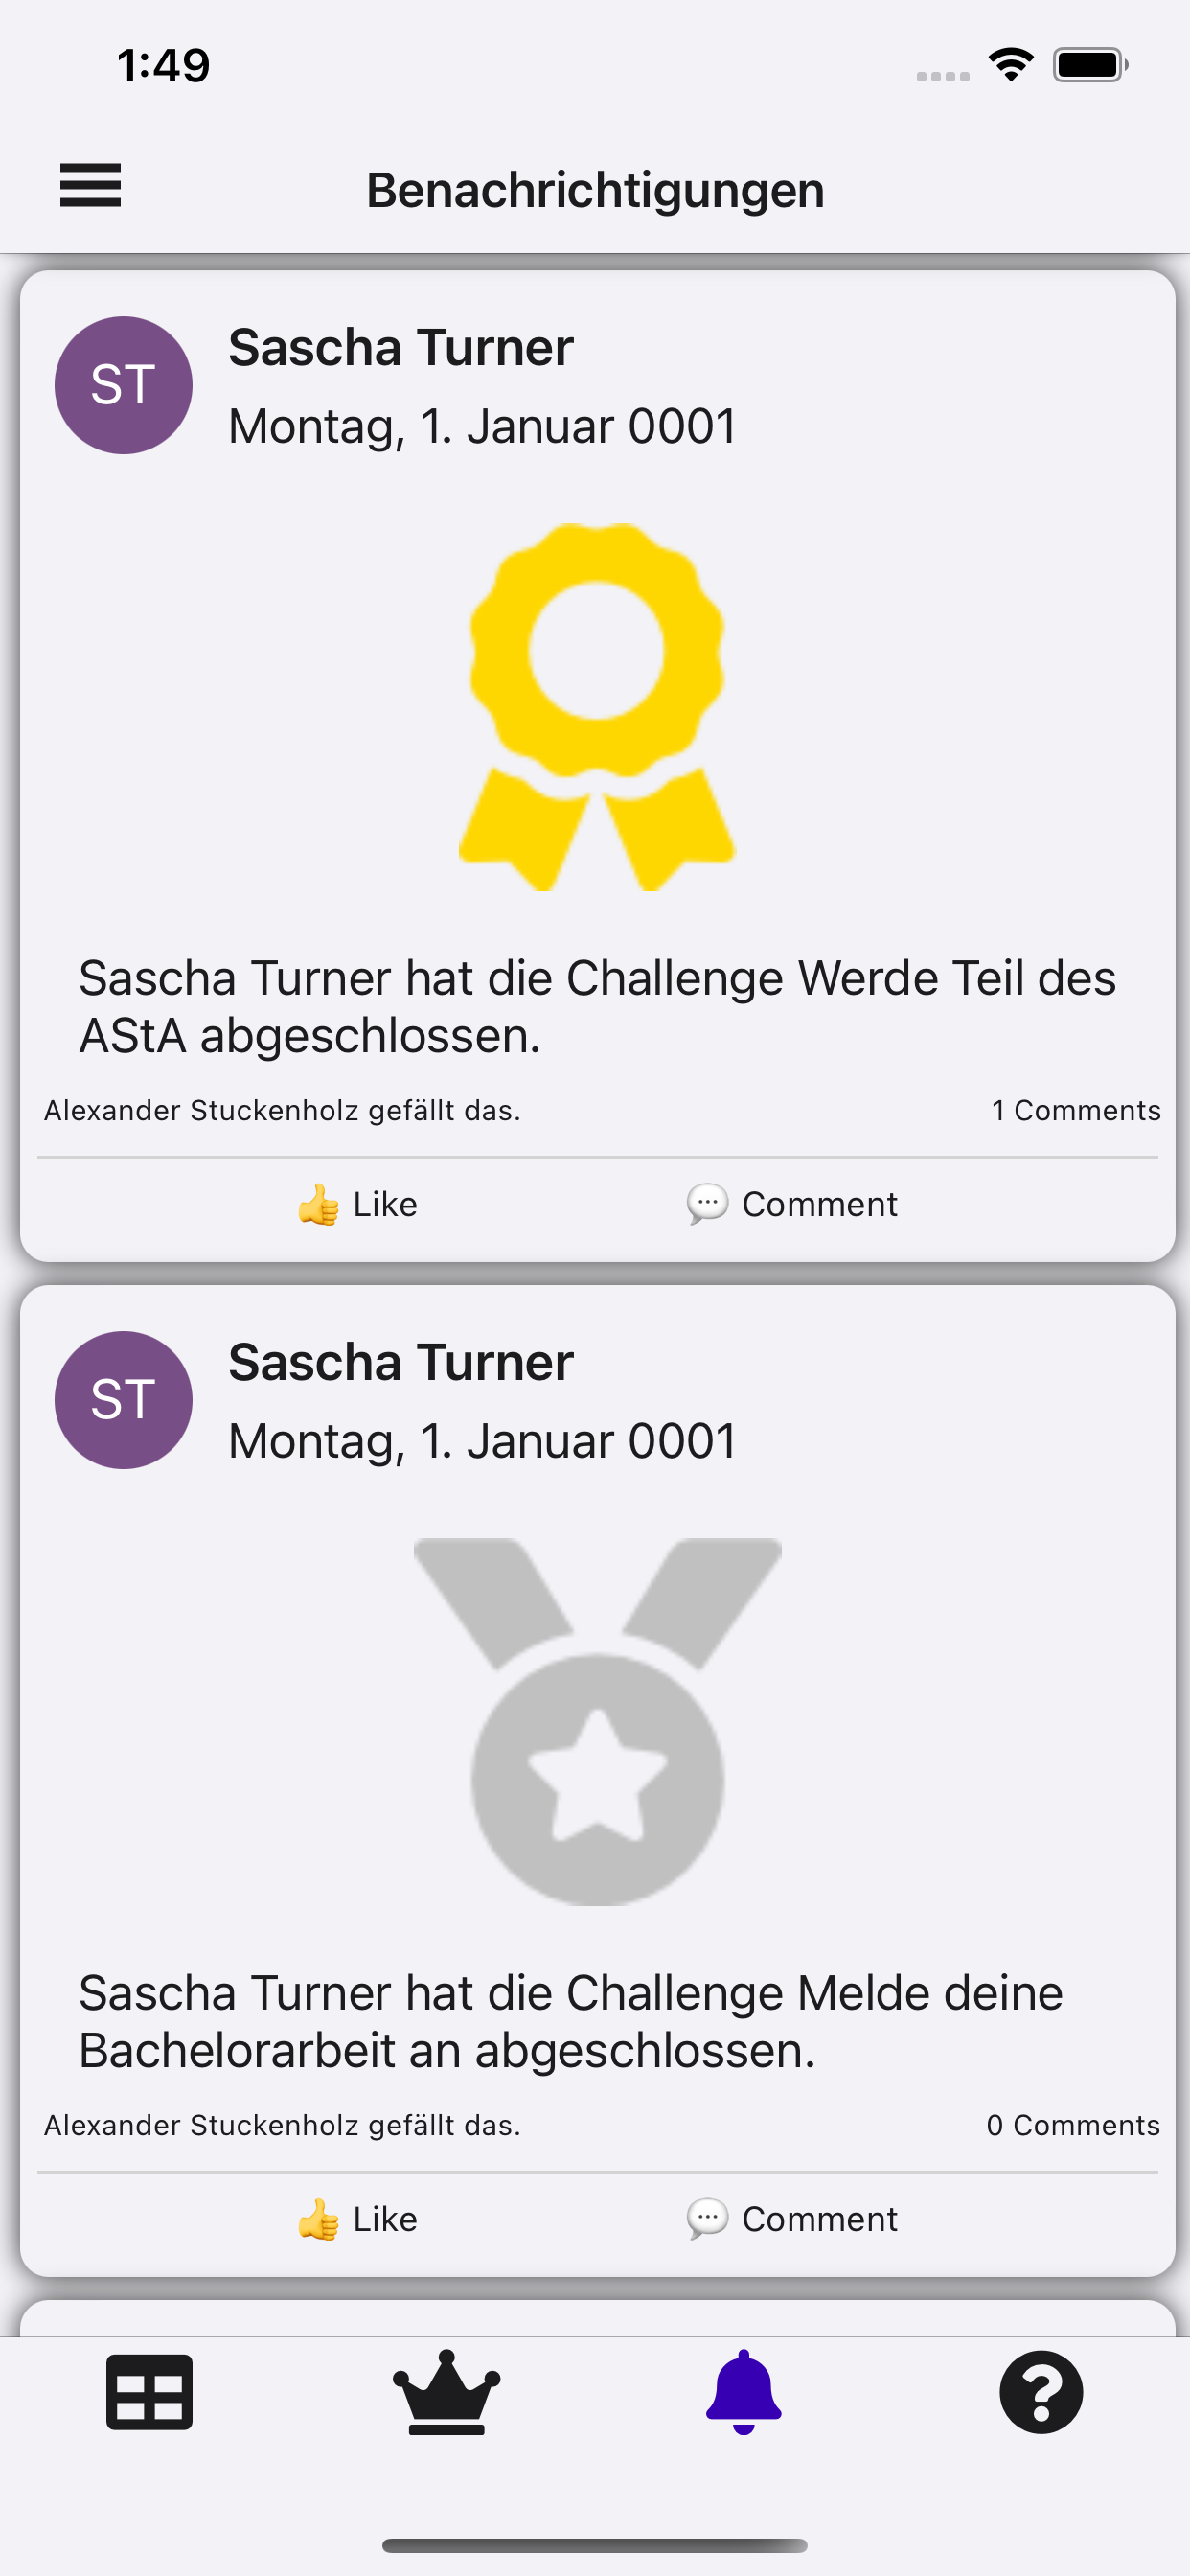 1:49
Benachrichtigungen
ST
Sascha Turner
Montag, 1. Januar 0001
Sascha Turner hat die Challenge Werde Teil des
AStA abgeschlossen.
Alexander Stuckenholz gefällt das.
1 Comments
👍 Like
💬 Comment
ST
Sascha Turner
Montag, 1. Januar 0001
Sascha Turner hat die Challenge Melde deine
Bachelorarbeit an abgeschlossen.
Alexander Stuckenholz gefällt das.
0 Comments
👍 Like
💬 Comment